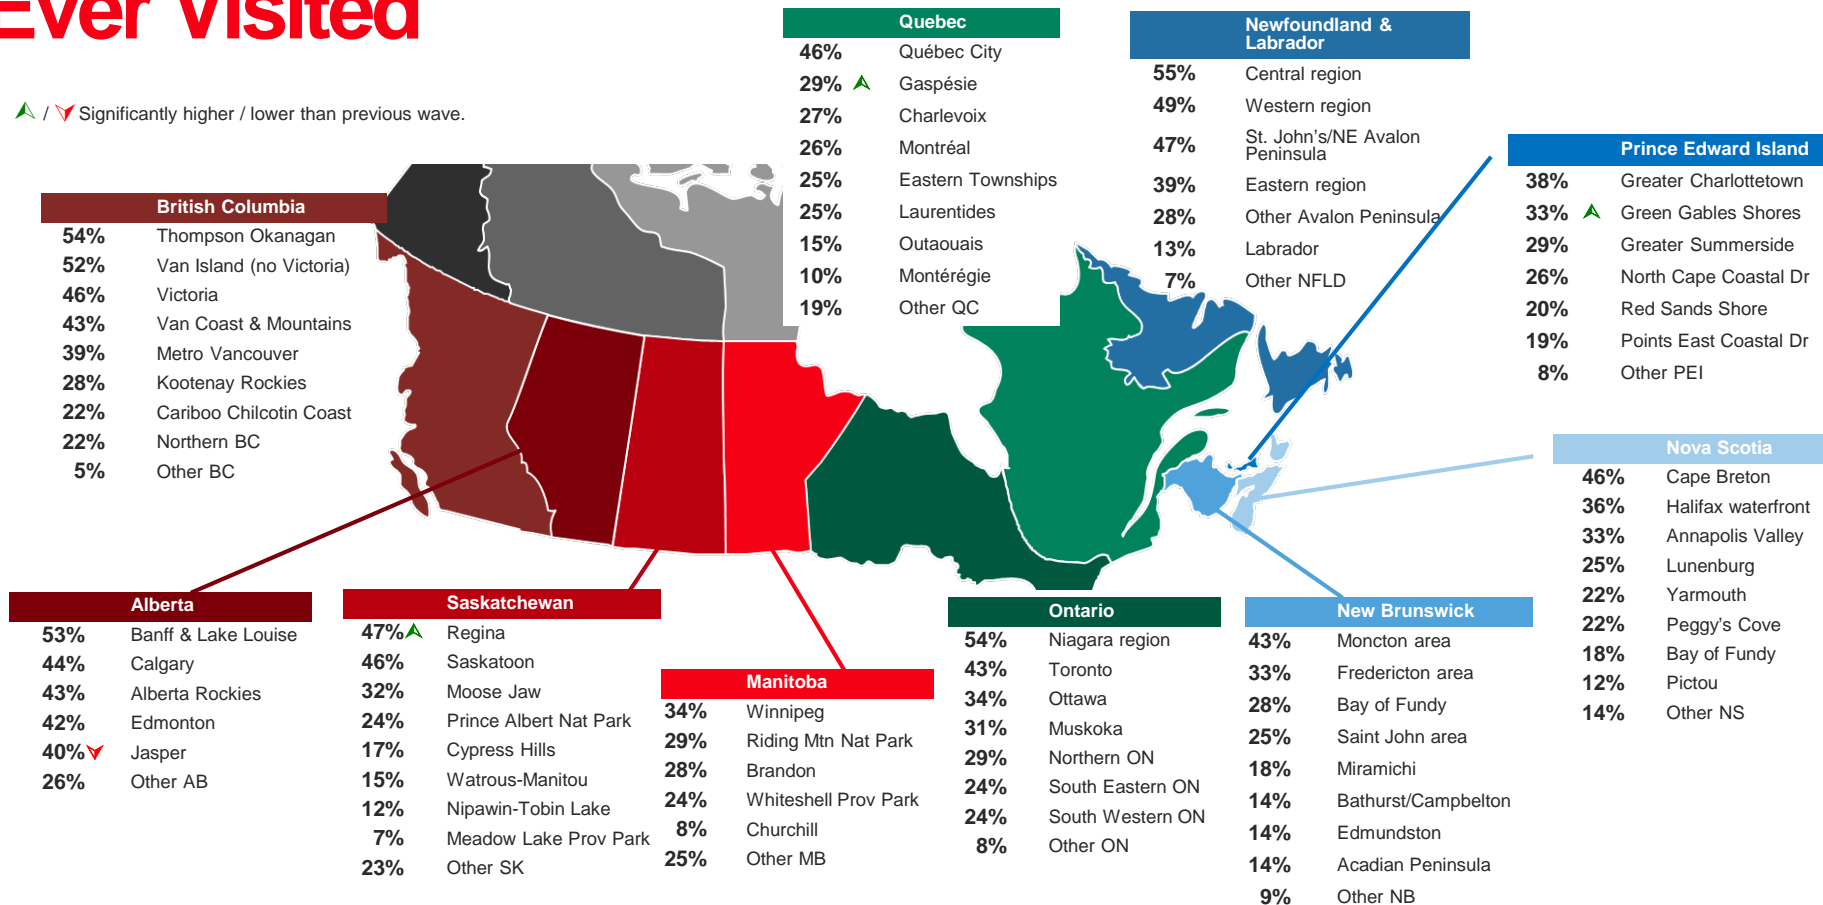 Ever Visited
/ Significantly higher / lower than previous wave.
British Columbia
54% Thompson Okanagan
52% Van Island (no Victoria)
46% Victoria
43% Van Coast & Mountains
39% Metro Vancouver
28% Kootenay Rockies
22% Cariboo Chilcotin Coast
22% Northern BC
5% Other BC
Quebec
46% Québec City
29% Gaspésie
27% Charlevoix
26% Montréal
25% Eastern Townships
25% Laurentides
15% Outaouais
10% Montérégie
19% Other QC
Newfoundland &
Labrador
55% Central region
49% Western region
47% St. John's/NE Avalon
Peninsula
39% Eastern region
28% Other Avalon Peninsula
13% Labrador
7% Other NFLD
Prince Edward Island
38% Greater Charlottetown
33% Green Gables Shores
29% Greater Summerside
26% North Cape Coastal Dr
20% Red Sands Shore
19% Points East Coastal Dr
8% Other PEI
Nova Scotia
46% Cape Breton
36% Halifax waterfront
33% Annapolis Valley
25% Lunenburg
22% Yarmouth
22% Peggy's Cove
18% Bay of Fundy
12% Pictou
14% Other NS
Alberta
53% Banff & Lake Louise
44% Calgary
43% Alberta Rockies
42% Edmonton
40% Jasper
26% Other AB
Saskatchewan
47% Regina
46% Saskatoon
32% Moose Jaw
24% Prince Albert Nat Park
17% Cypress Hills
15% Watrous-Manitou
12% Nipawin-Tobin Lake
7% Meadow Lake Prov Park
23% Other SK
Manitoba
34% Winnipeg
29% Riding Mtn Nat Park
28% Brandon
24% Whiteshell Prov Park
8% Churchill
25% Other MB
Ontario
54% Niagara region
43% Toronto
34% Ottawa
31% Muskoka
29% Northern ON
24% South Eastern ON
24% South Western ON
8% Other ON
New Brunswick
43% Moncton area
33% Fredericton area
28% Bay of Fundy
25% Saint John area
18% Miramichi
14% Bathurst/Campbelton
14% Edmundston
14% Acadian Peninsula
9% Other NB